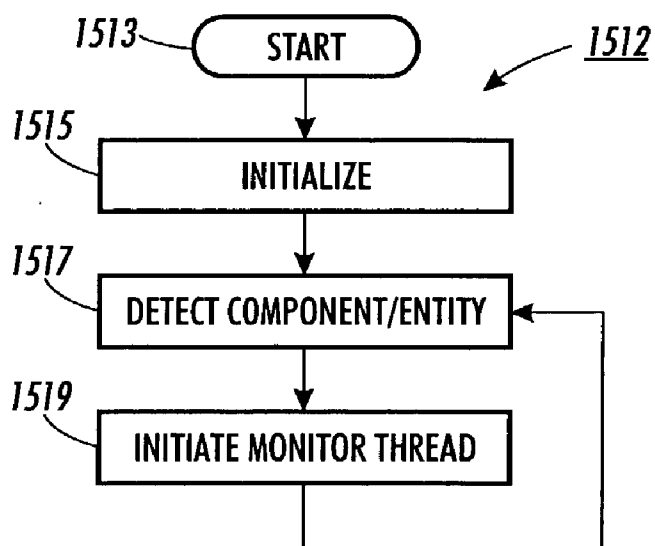 1513
START
1512
1515
INITIALIZE
1517
DETECT COMPONENT/ENTITY
1519
INITIATE MONITOR THREAD